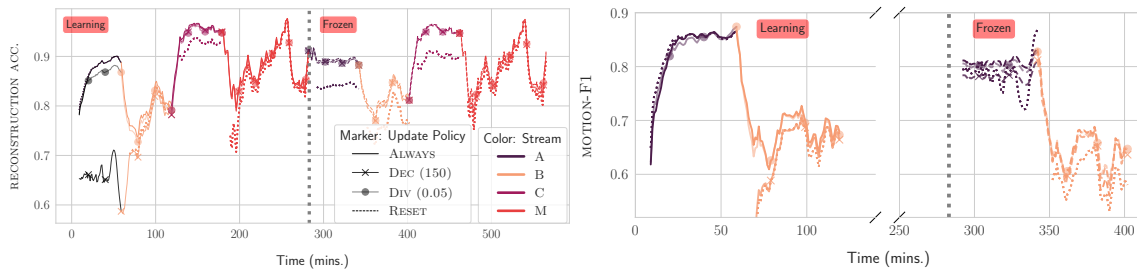 Learning
Frozen
RECONSTRUCTION ACC.
0.9
0.8
0.7
0.6
Marker: Update Policy
ALWAYS
DEC (150)
DIV (0.05)
RESET
Color: Stream
A
B
C
M
0
100
200
300
400
500
Time (mins.)
Learning
Frozen
MOTION-F1
0.9
0.8
0.7
0.6
0
50
100
250
300
350
400
Time (mins.)